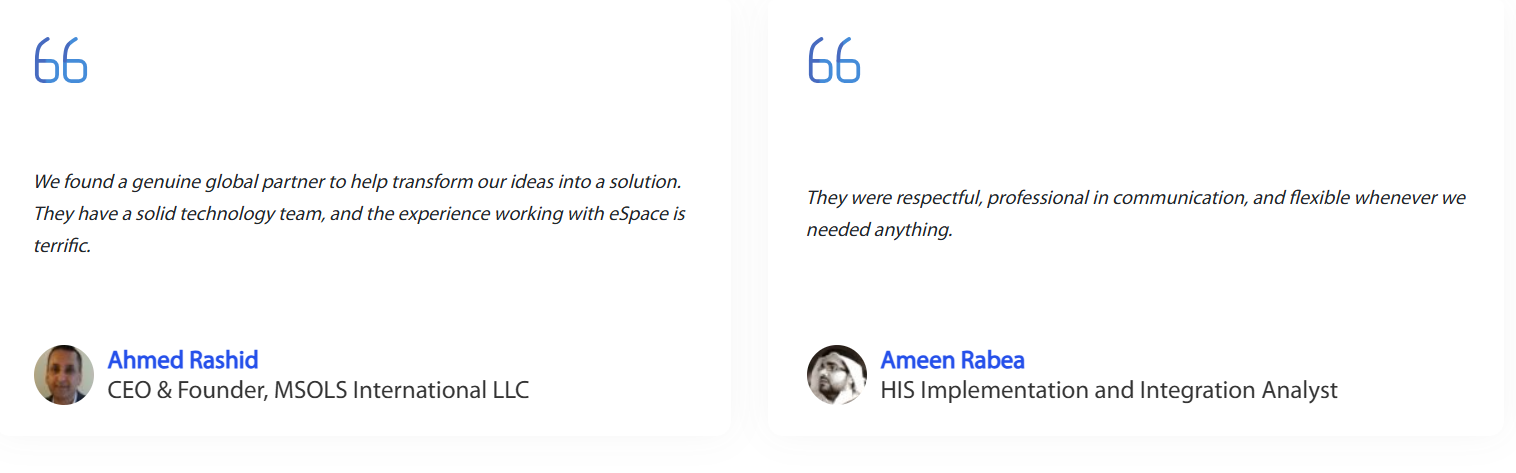 We found a genuine global partner to help transform our ideas into a solution.
They have a solid technology team, and the experience working with eSpace is
terrific.
Ahmed Rashid
CEO & Founder, MSOLS International LLC
They were respectful, professional in communication, and flexible whenever we
needed anything.
Ameen Rabea
HIS Implementation and Integration Analyst